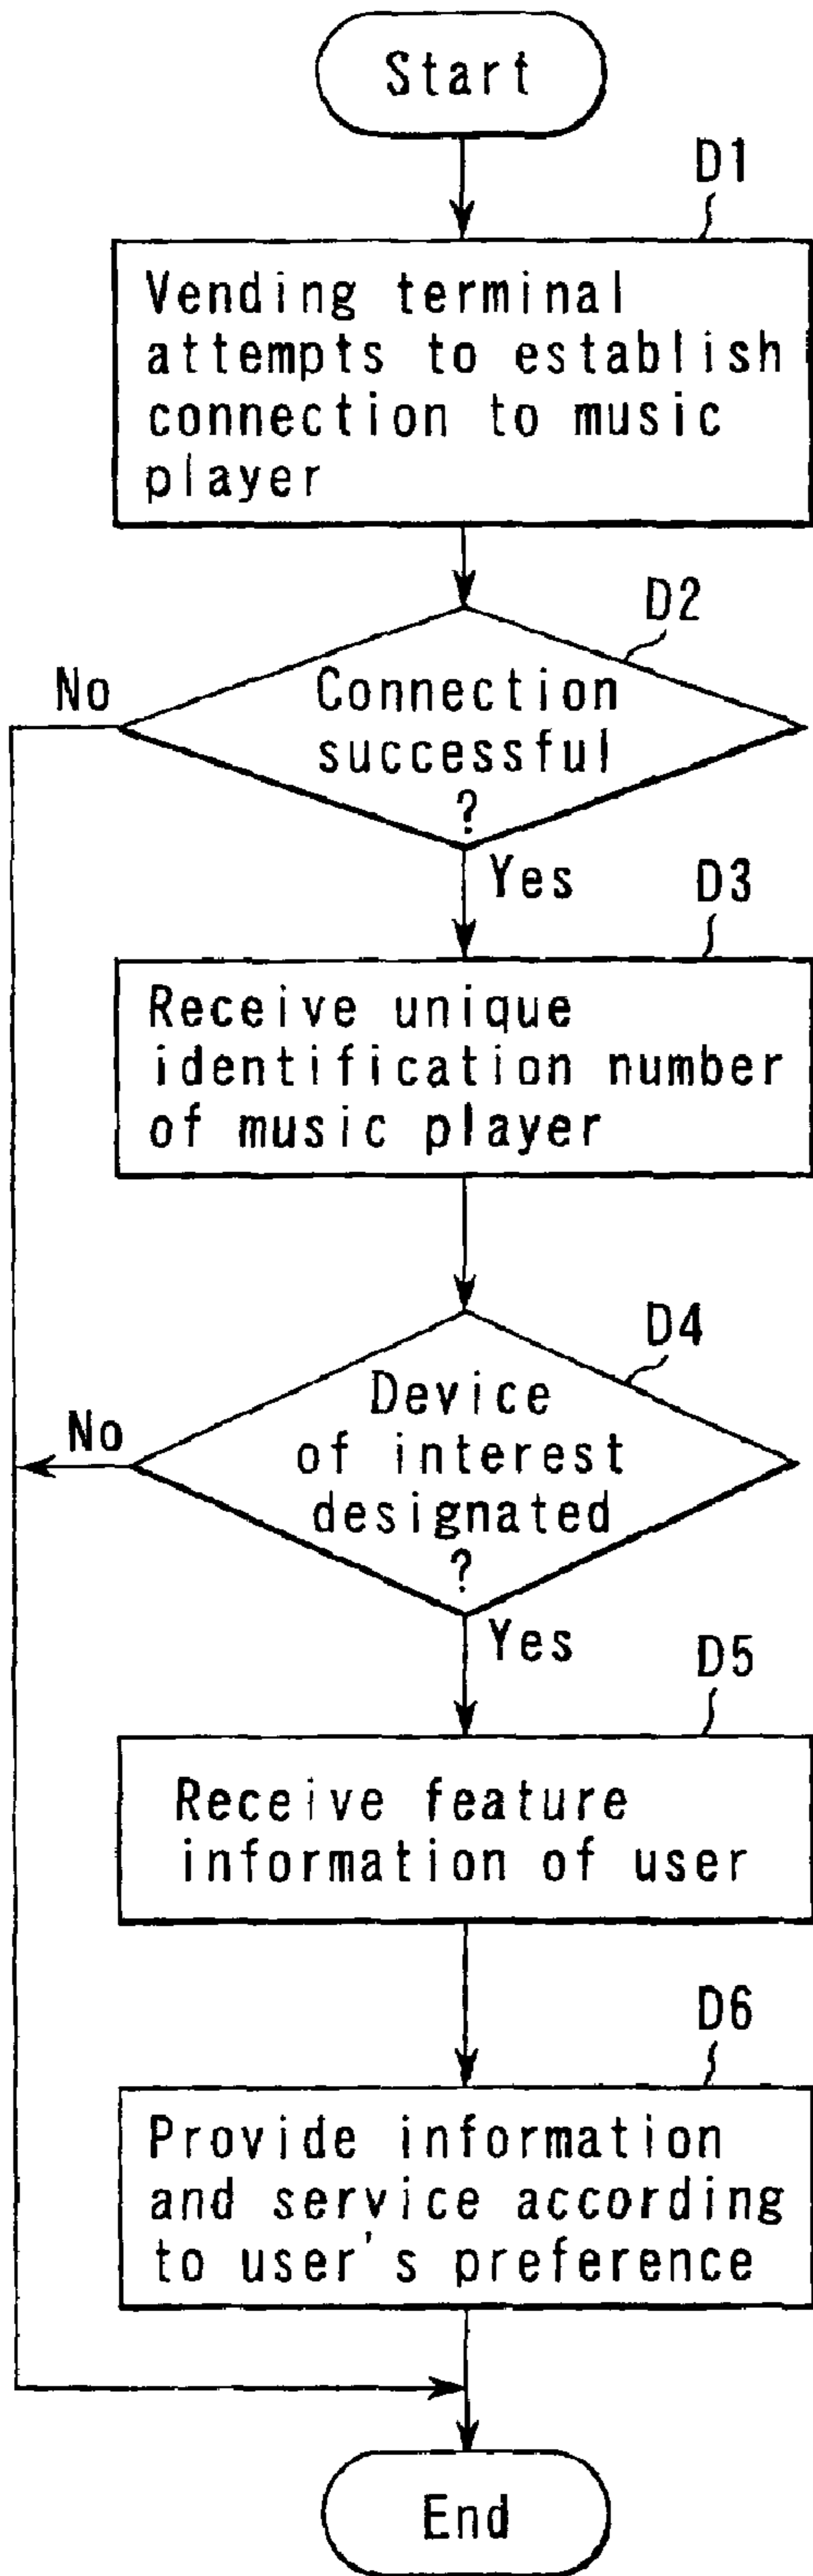 Start
D1
Vending terminal
attempts to establish
connection to music
player
D2
No
Connection
successful
?
Yes
D3
Receive unique
identification number
of music player
D4
No
Device
of interest
designated
?
Yes
D5
Receive feature
information of user
D6
Provide information
and service according
to user's preference
End